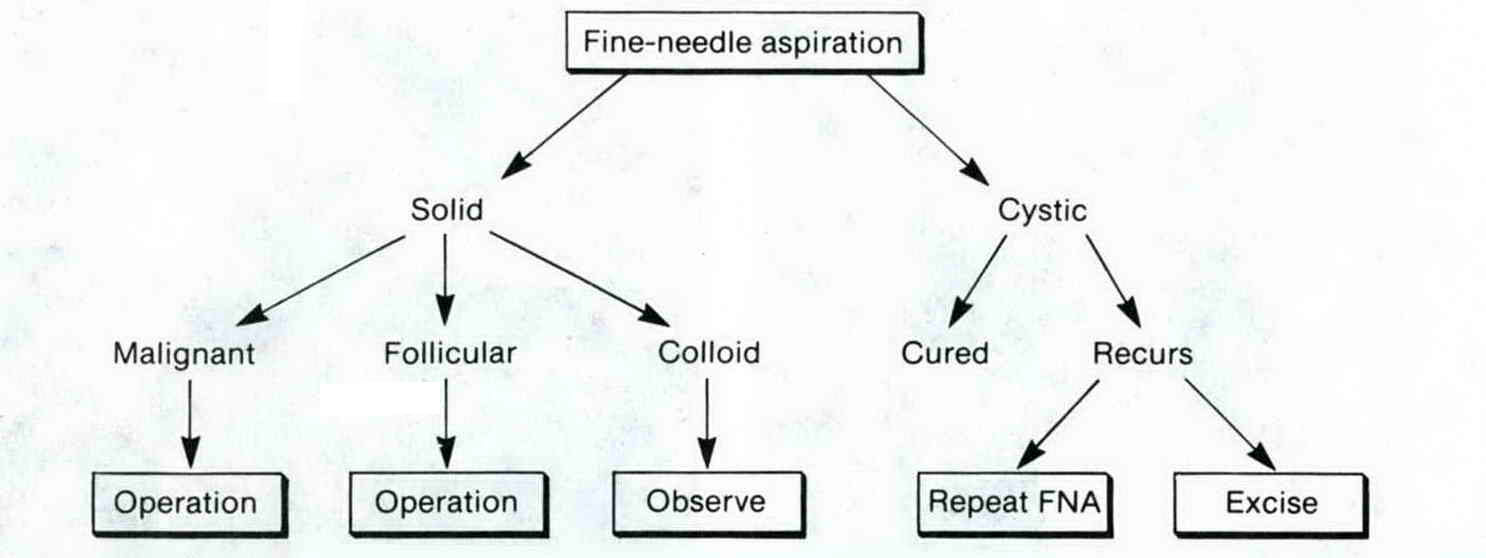 Fine-needle aspiration
Solid
Cystic
Malignant
Follicular
Colloid
Cured
Recurs
Operation
Operation
Observe
Repeat FNA
Excise